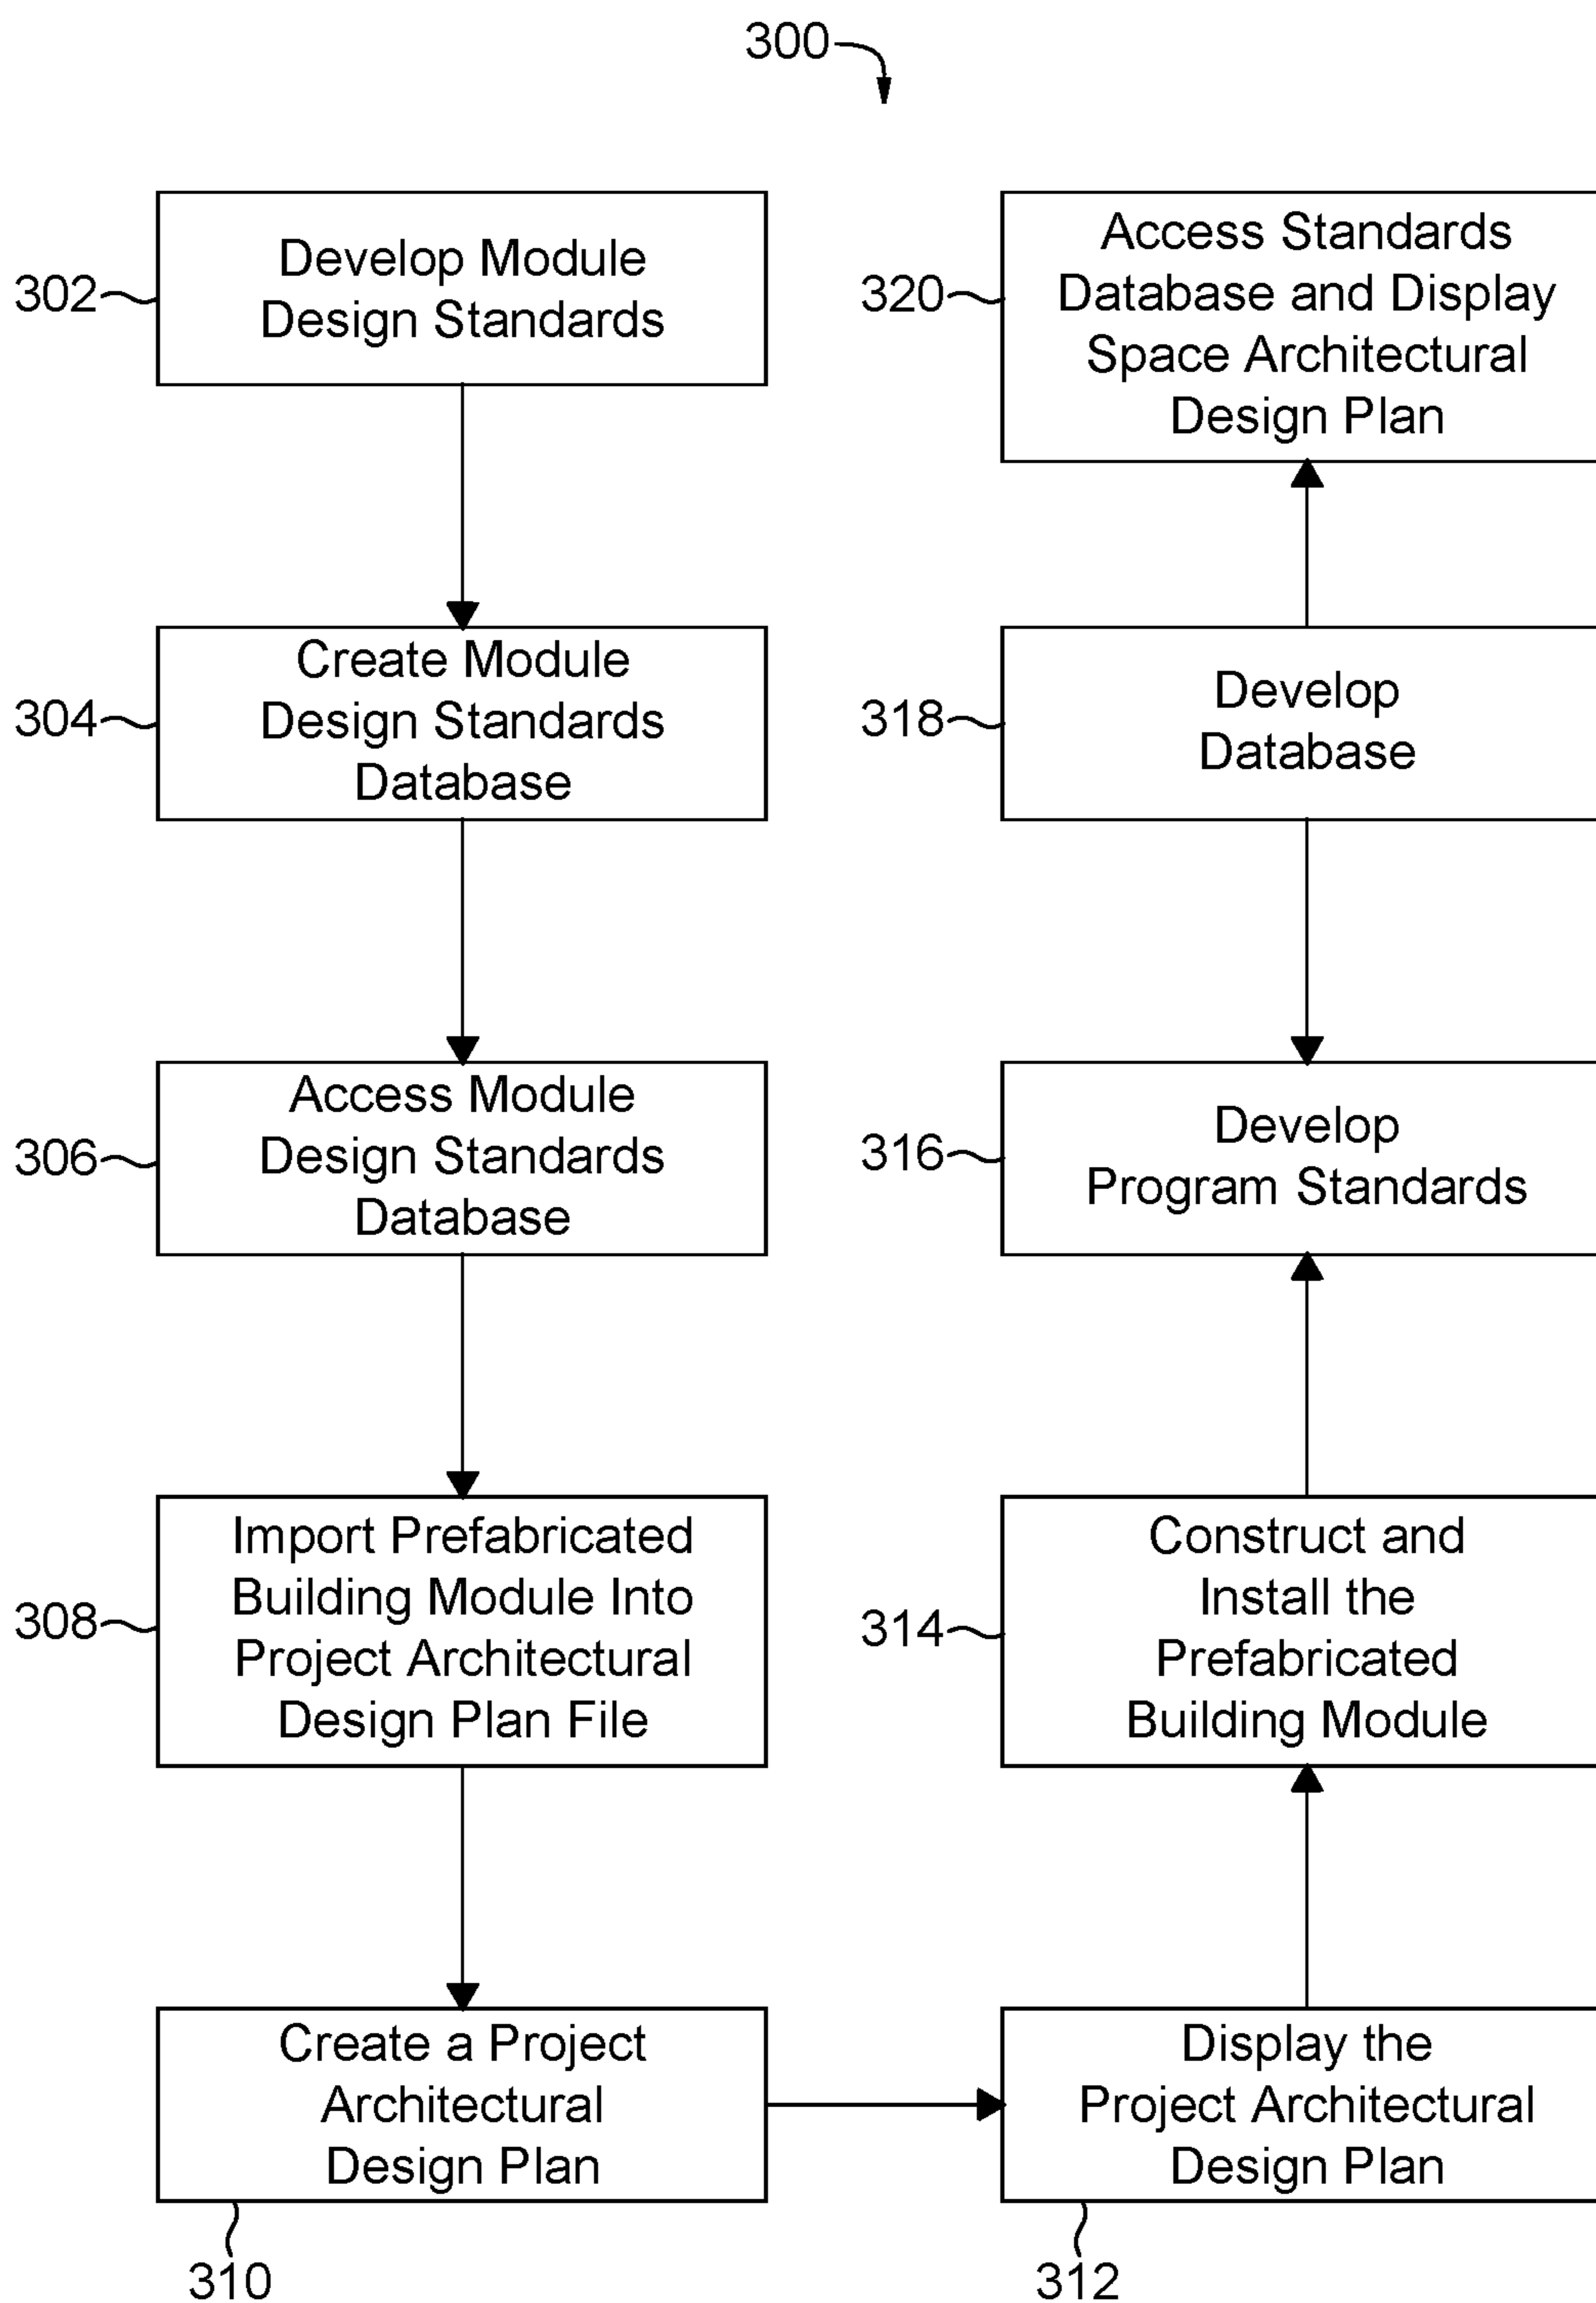 300
302
Develop Module
Design Standards
304
Create Module
Design Standards
Database
306
Access Module
Design Standards
Database
308
Import Prefabricated
Building Module Into
Project Architectural
Design Plan File
Create a Project
Architectural
Design Plan
310
320
Access Standards
Database and Display
Space Architectural
Design Plan
318
Develop
Database
316
Develop
Program Standards
314
Construct and
Install the
Prefabricated
Building Module
Display the
Project Architectural
Design Plan
312